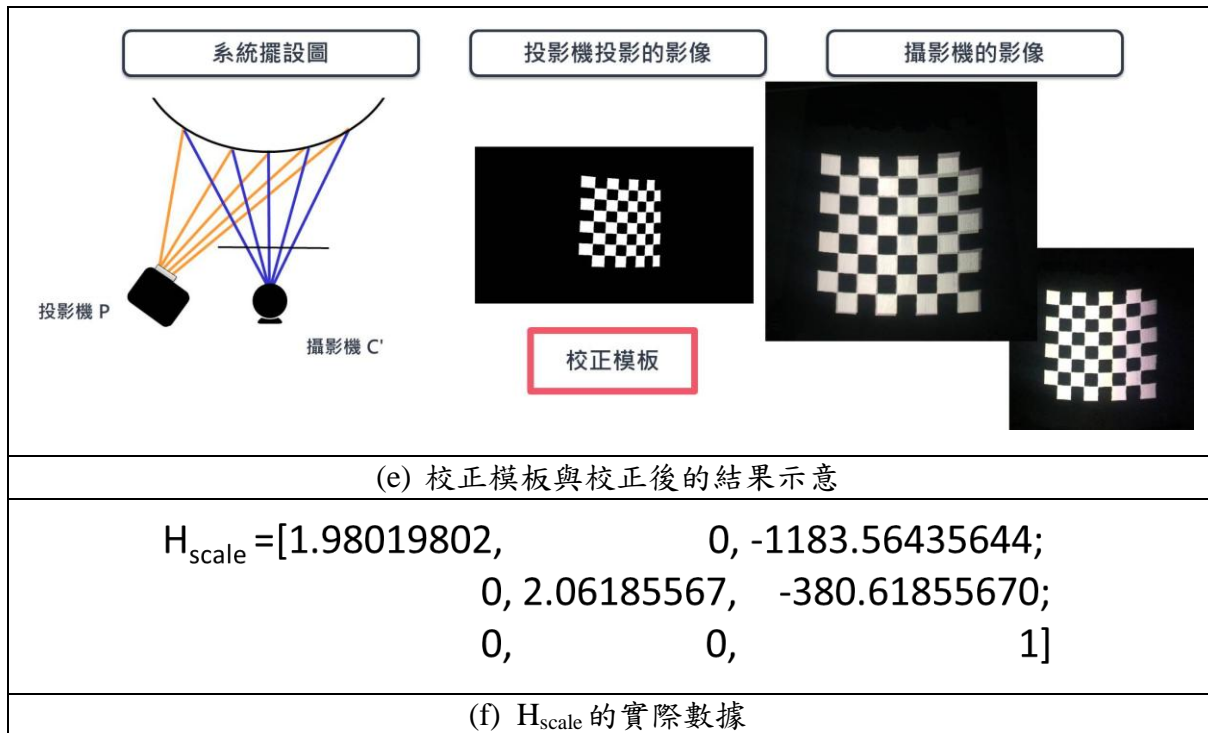 系統擺設圖
投影機投影的影像
攝影機的影像
投影機 P
攝影機 C'
校正模板
(e) 校正模板與校正後的結果示意
H_scale =[1.98019802, 0, -1183.56435644;
0, 2.06185567, -380.61855670;
0, 0, 1]
(f) H_scale 的實際數據